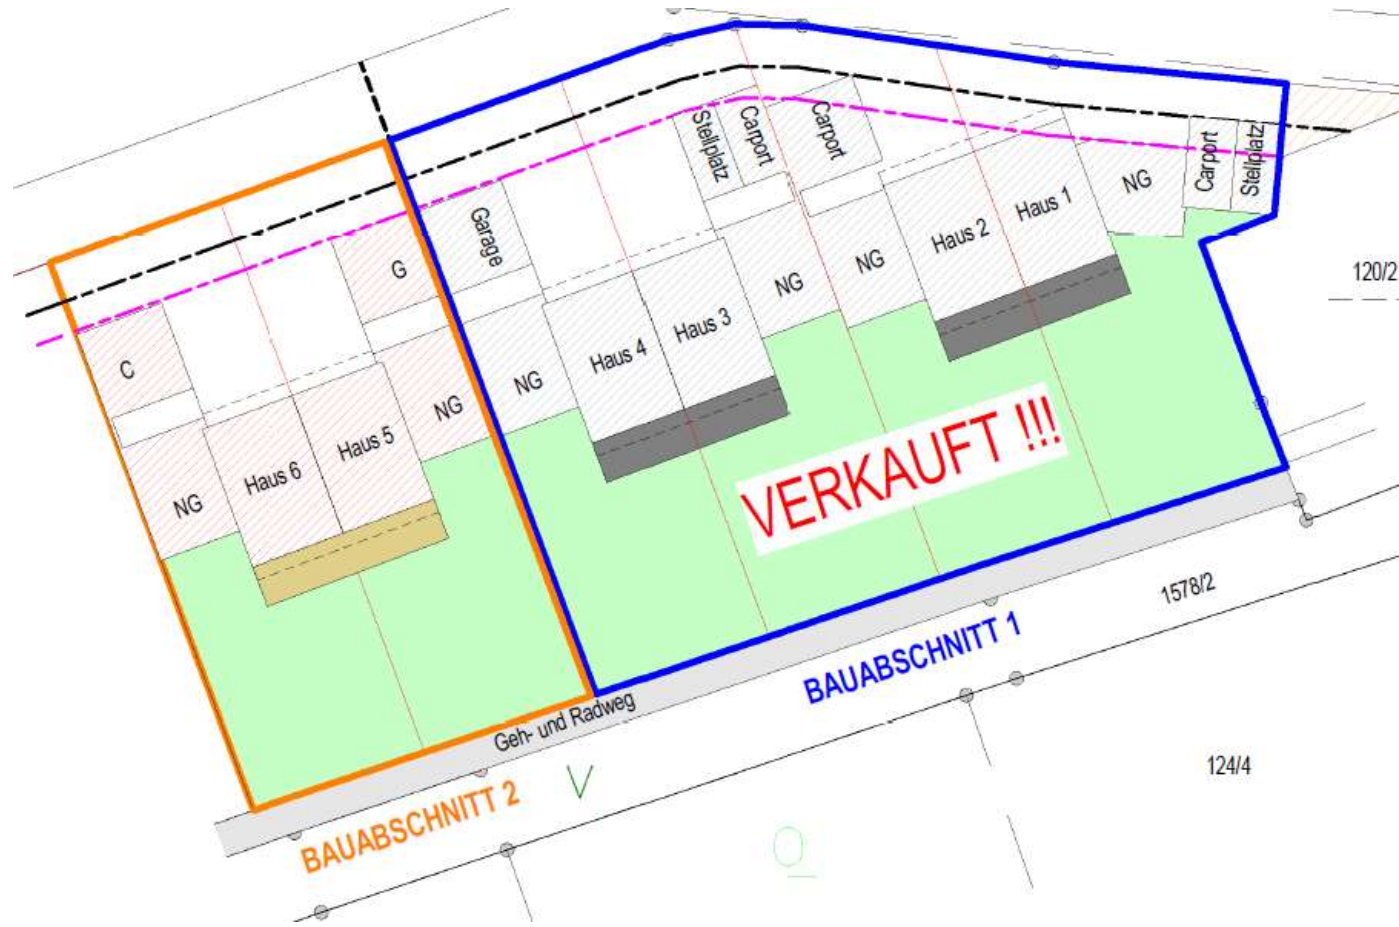 Stellplatz
Carport
Carport
Carport
Stellplatz
NG
Haus 1
Haus 2
NG
NG
Garage
G
Haus 3
Haus 4
NG
NG
C
Haus 5
Haus 6
NG
120/2
VERKAUFT !!!
1578/2
BAUABSCHNITT 1
Geh- und Radweg
BAUABSCHNITT 2
124/4